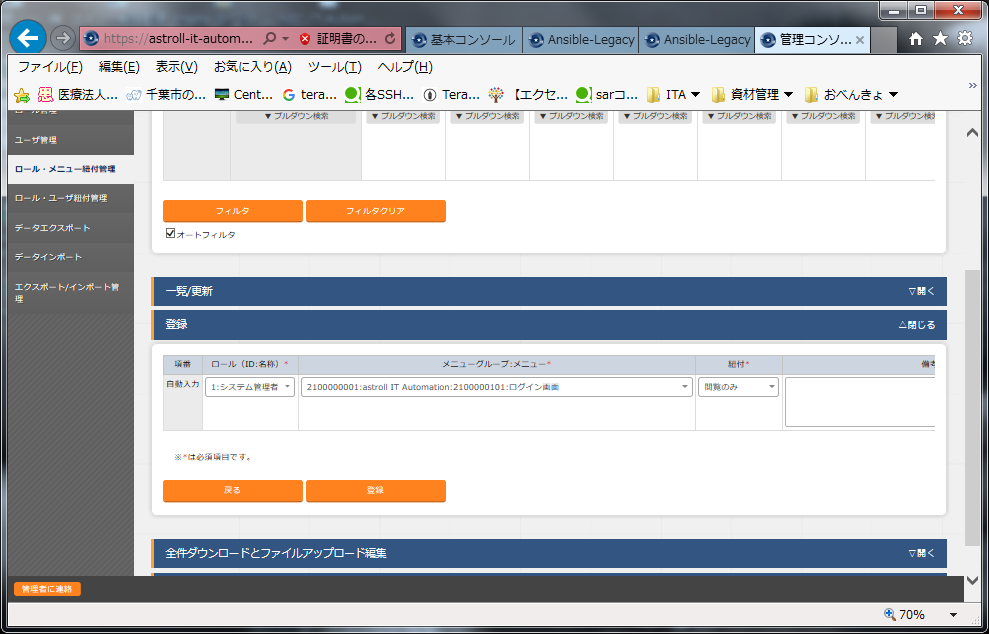 https://astroll-it-autom...
証明書の...
基本コンソール
Ansible-Legacy
Ansible-Legacy
管理コンソ...
ファイル(F) 編集(E) 表示(V) お気に入り(A) ツール(T) ヘルプ(H)
医療法人... 千葉市の... Cent... tera... 各SSH... Tera... 【エクセ... sarコ... ITA 資材管理 おべんきょ
ユーザ管理
ロール・メニュー紐付管理
ロール・ユーザ紐付管理
データエクスポート
データインポート
エクスポート/インポート管理
▼プルダウン検索 ▼プルダウン検索 ▼プルダウン検索 ▼プルダウン検索 ▼プルダウン検索 ▼プルダウン検索 ▼プルダウン検索 ▼プルダウン検索
フィルタ フィルタクリア
オートフィルタ
一覧/更新 ▽開く
登録 △閉じる
項番 ロール（ID:名称）* メニューグループ:メニュー* 紐付* 備考
自動入力 1:システム管理者 2100000001:astroll IT Automation:2100000101:ログイン画面 閲覧のみ
※*は必須項目です。
戻る 登録
全件ダウンロードとファイルアップロード編集 ▽開く
管理者に連絡
70%